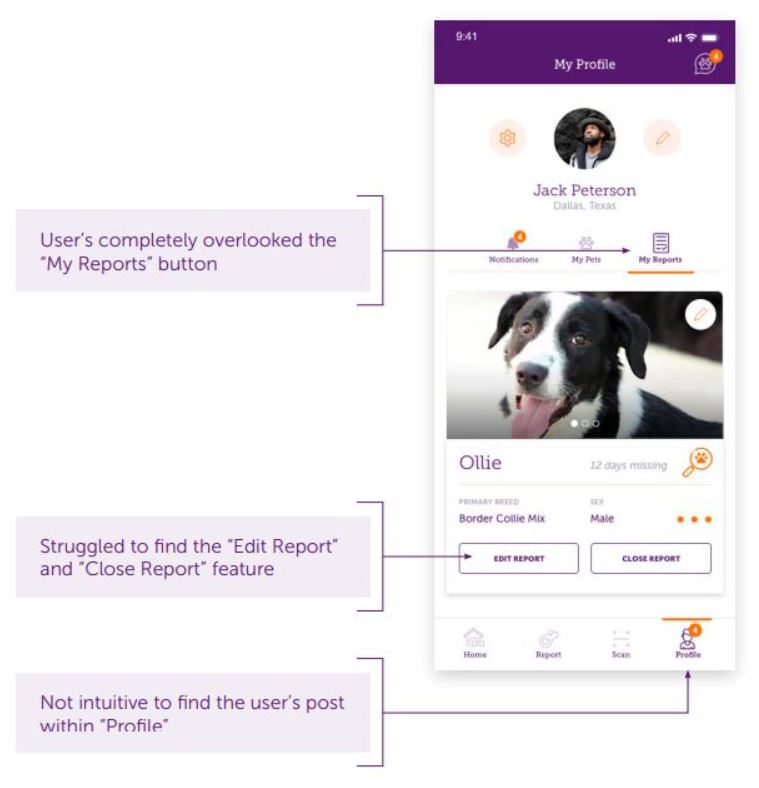 9:41
My Profile
4
Jack Peterson
Dallas, Texas
User's completely overlooked the
"My Reports" button
4
Notifications
My Pets
My Reports
Ollie
12 days missing
PRIMARY BREED
SEX
Border Collie Mix
Male
Struggled to find the "Edit Report"
and "Close Report" feature
EDIT REPORT
CLOSE REPORT
4
Home
Report
Scan
Profile
Not intuitive to find the user's post
within "Profile"